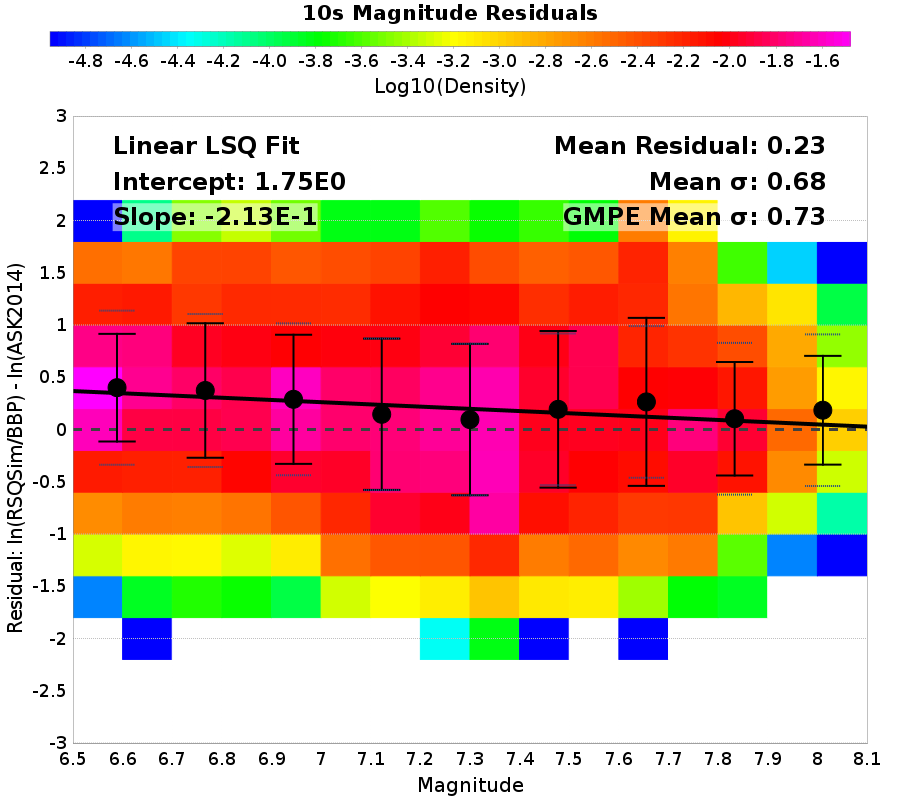 10s Magnitude Residuals
-4.8 -4.6 -4.4 -4.2 -4.0 -3.8 -3.6 -3.4 -3.2 -3.0 -2.8 -2.6 -2.4 -2.2 -2.0 -1.8 -1.6
Log10(Density)
Linear LSQ Fit
Intercept: 1.75E0
Slope: -2.13E-1
Mean Residual: 0.23
Mean σ: 0.68
GMPE Mean σ: 0.73
Residual: ln(RSQSim/BBP) - ln(ASK2014)
3
2.5
2
1.5
1
0.5
0
-0.5
-1
-1.5
-2
-2.5
-3
6.5 6.6 6.7 6.8 6.9 7 7.1 7.2 7.3 7.4 7.5 7.6 7.7 7.8 7.9 8 8.1
Magnitude